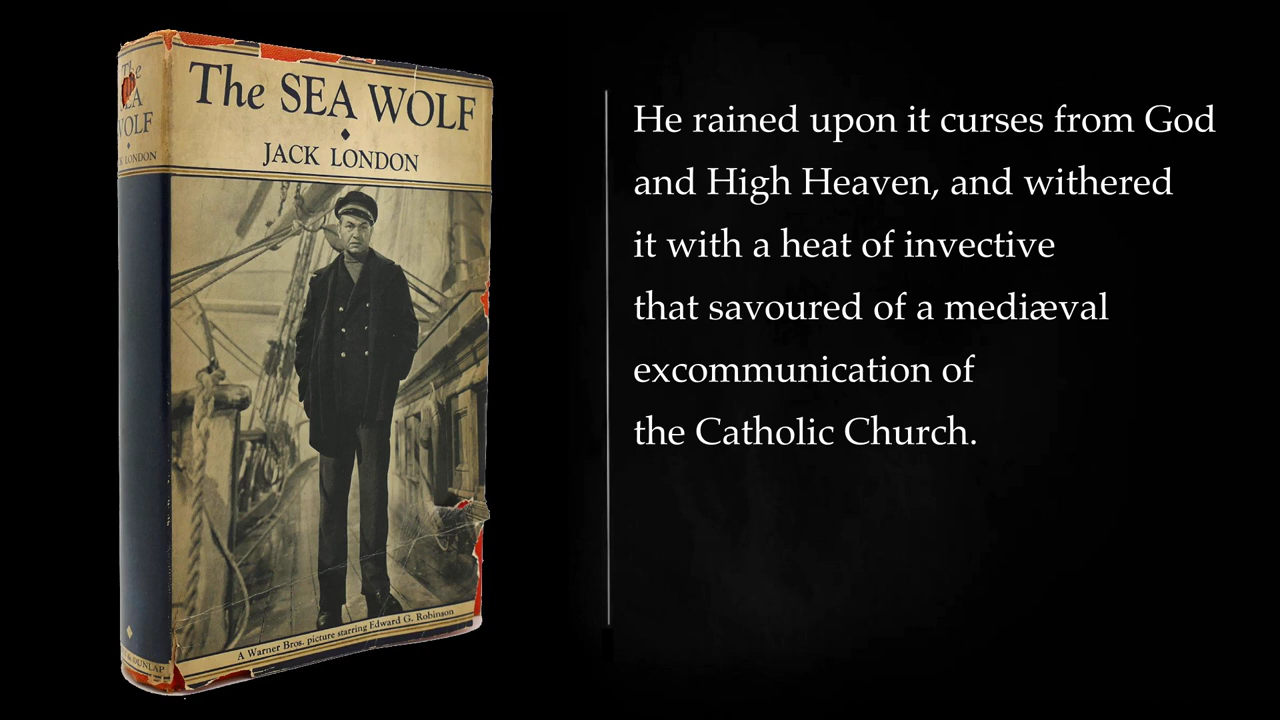 The SEA WOLF
JACK LONDON
A Warner Bros. picture starring Edward G. Robinson
The
WOLF
LONDON
DUNLAP
He rained upon it curses from God
and High Heaven, and withered
it with a heat of invective
that savoured of a mediæval
excommunication of
the Catholic Church.